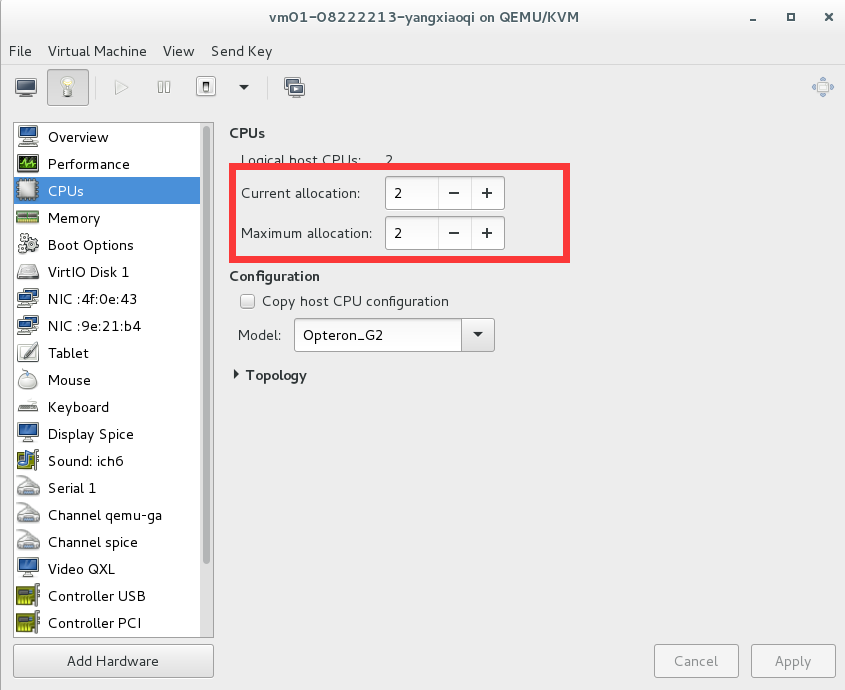 vm01-08222213-yangxiaoqi on QEMU/KVM
File Virtual Machine View Send Key
Overview
Performance
CPUs
Memory
Boot Options
VirtIO Disk 1
NIC :4f:0e:43
NIC :9e:21:b4
Tablet
Mouse
Keyboard
Display Spice
Sound: ich6
Serial 1
Channel qemu-ga
Channel spice
Video QXL
Controller USB
Controller PCI
Add Hardware
CPUs
Logical host CPUs: 2
Current allocation: 2
Maximum allocation: 2
Configuration
Copy host CPU configuration
Model: Opteron_G2
Topology
Cancel Apply